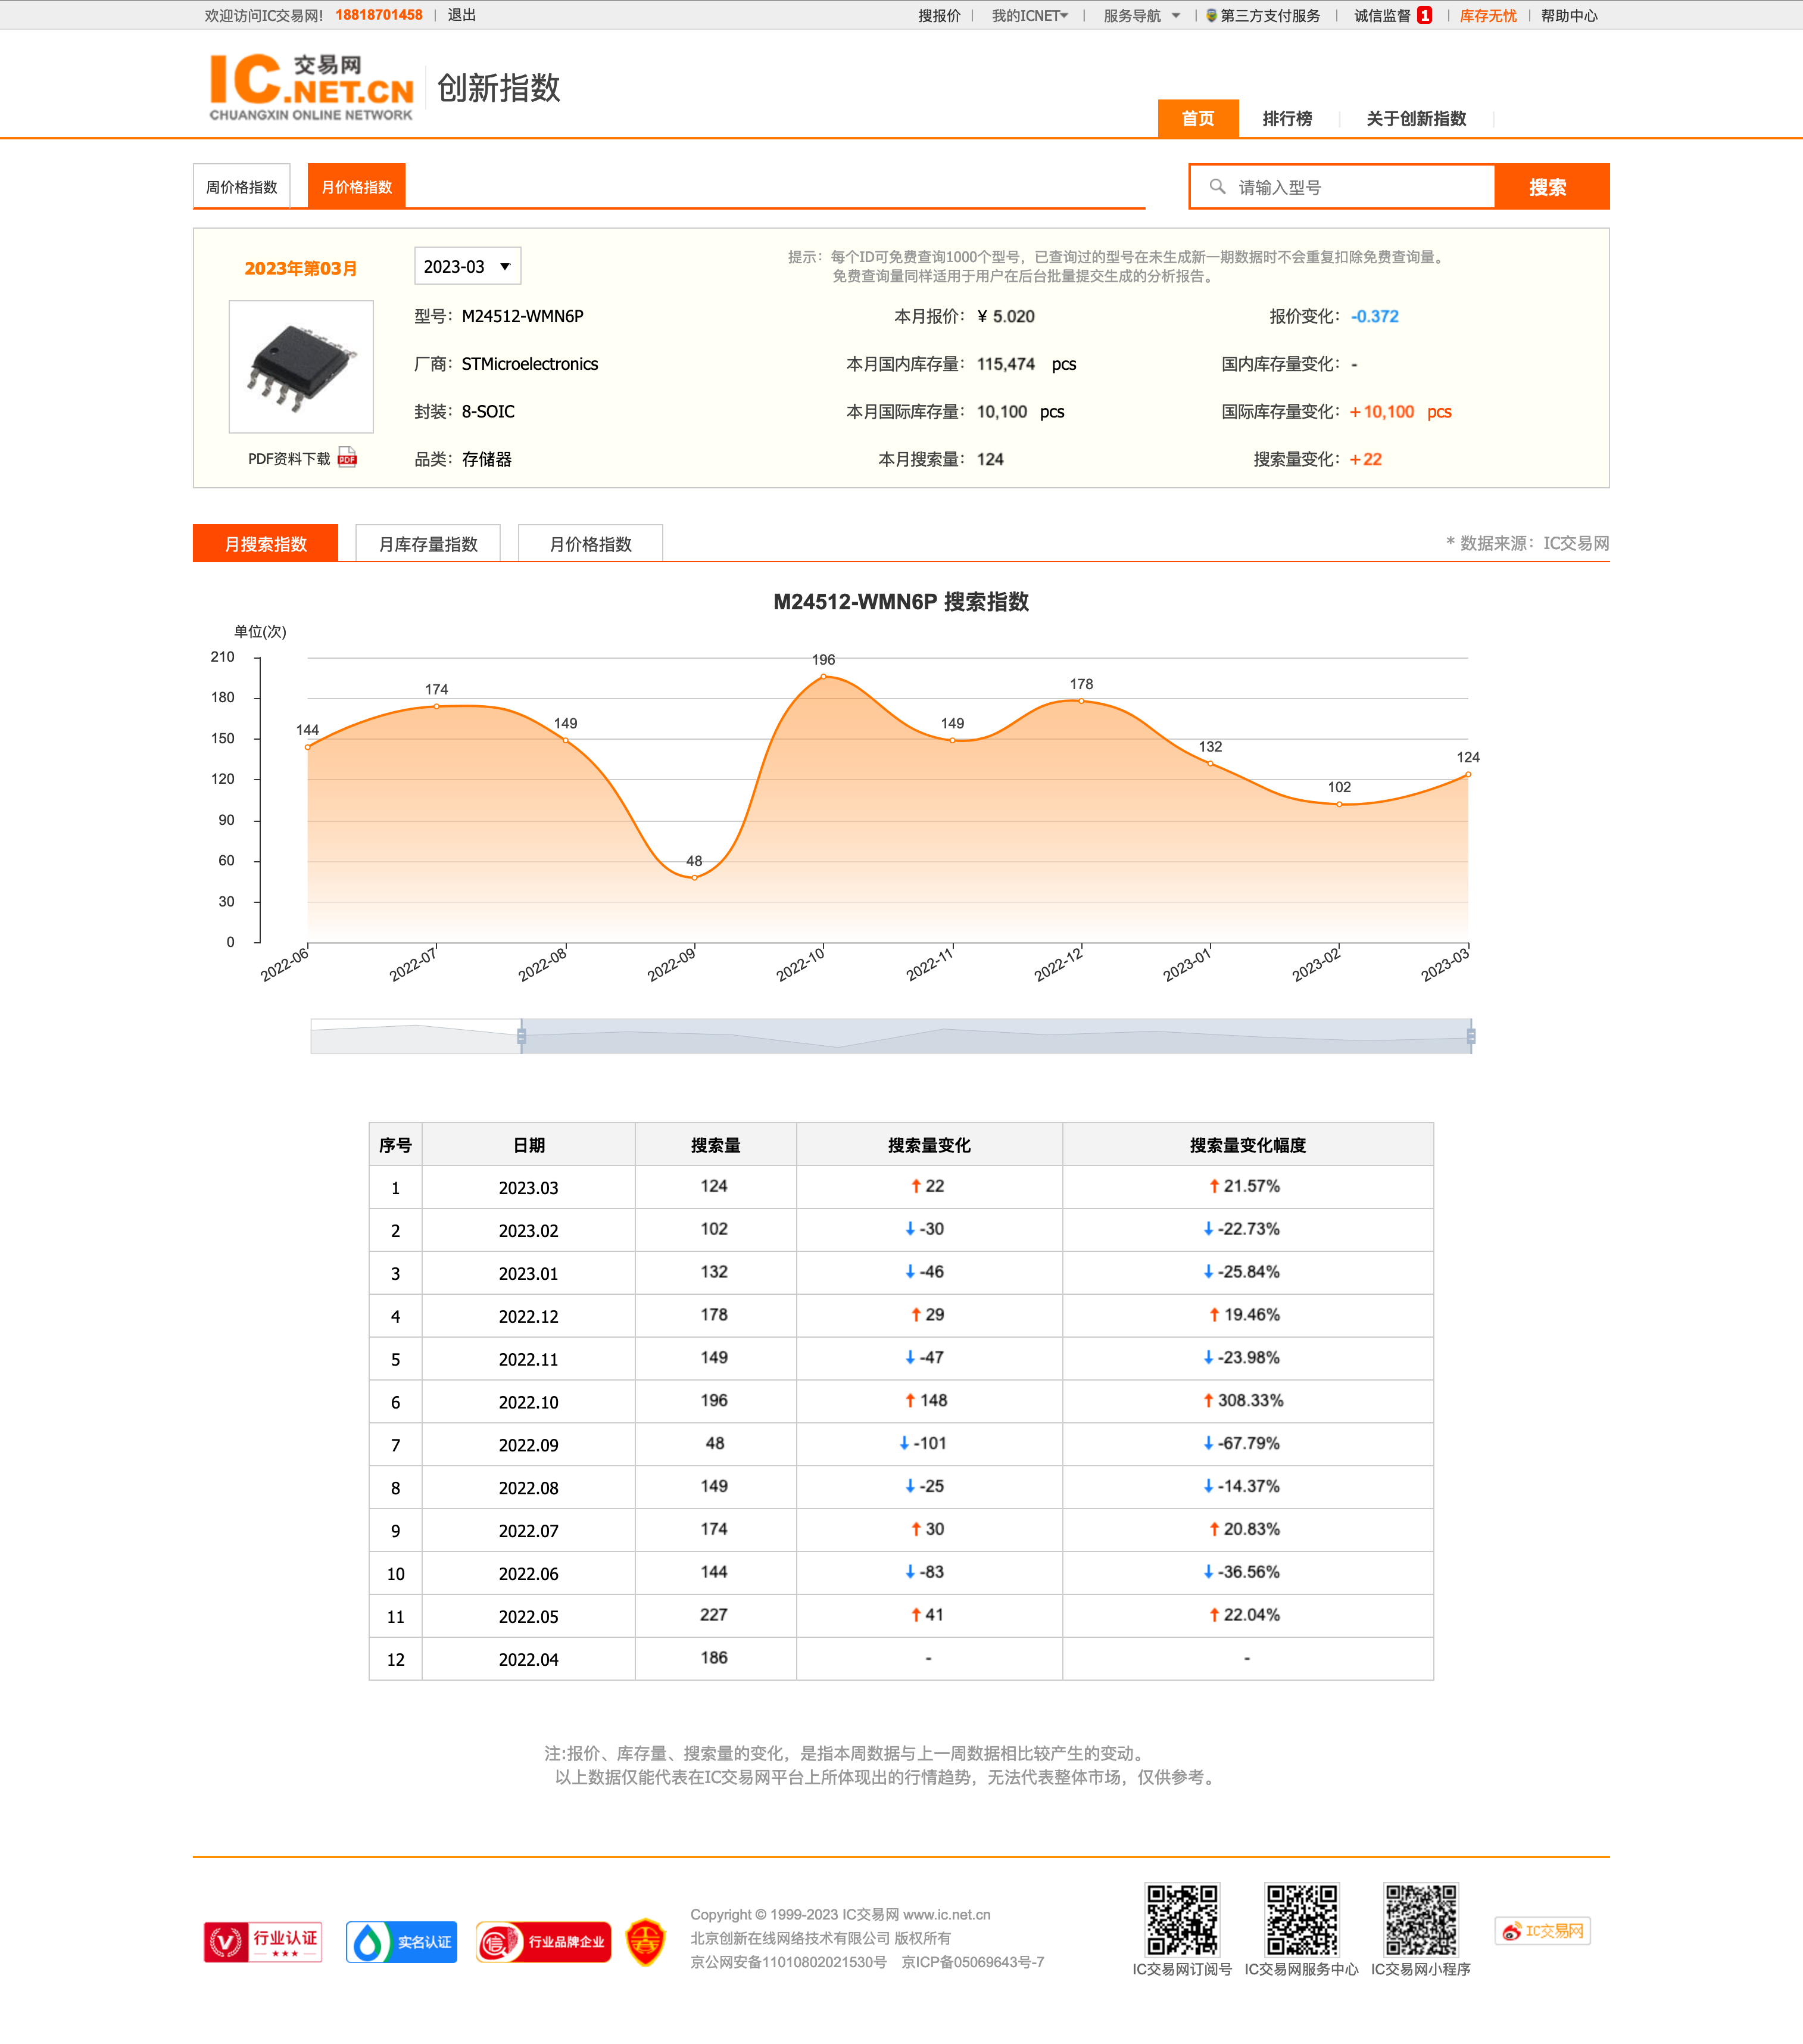 欢迎访问IC交易网! 18818701458 | 退出
搜报价 | 我的ICNET | 服务导航 | 第三方支付服务 | 诚信监督 1 | 库存无忧 | 帮助中心
IC.NET.CN 交易网
CHUANGXIN ONLINE NETWORK
创新指数
首页 排行榜 关于创新指数
周价格指数 月价格指数
请输入型号 搜索
2023年第03月 2023-03
提示：每个ID可免费查询1000个型号，已查询过的型号在未生成新一期数据时不会重复扣除免费查询量。
免费查询量同样适用于用户在后台批量提交生成的分析报告。
型号：M24512-WMN6P 本月报价：¥ 5.020 报价变化：-0.372
厂商：STMicroelectronics 本月国内库存量：115,474 pcs 国内库存量变化：-
封装：8-SOIC 本月国际库存量：10,100 pcs 国际库存量变化：+10,100 pcs
PDF资料下载 PDF 品类：存储器 本月搜索量：124 搜索量变化：+22
月搜索指数 月库存量指数 月价格指数
* 数据来源：IC交易网
M24512-WMN6P 搜索指数
单位(次)
210
180
150
120
90
60
30
0
144 174 149 48 196 149 178 132 102 124
2022-06 2022-07 2022-08 2022-09 2022-10 2022-11 2022-12 2023-01 2023-02 2023-03
序号 日期 搜索量 搜索量变化 搜索量变化幅度
1 2023.03 124 ↑ 22 ↑ 21.57%
2 2023.02 102 ↓ -30 ↓ -22.73%
3 2023.01 132 ↓ -46 ↓ -25.84%
4 2022.12 178 ↑ 29 ↑ 19.46%
5 2022.11 149 ↓ -47 ↓ -23.98%
6 2022.10 196 ↑ 148 ↑ 308.33%
7 2022.09 48 ↓ -101 ↓ -67.79%
8 2022.08 149 ↓ -25 ↓ -14.37%
9 2022.07 174 ↑ 30 ↑ 20.83%
10 2022.06 144 ↓ -83 ↓ -36.56%
11 2022.05 227 ↑ 41 ↑ 22.04%
12 2022.04 186 - -
注:报价、库存量、搜索量的变化，是指本周数据与上一周数据相比较产生的变动。
以上数据仅能代表在IC交易网平台上所体现出的行情趋势，无法代表整体市场，仅供参考。
行业认证
实名认证
信 行业品牌企业
Copyright © 1999-2023 IC交易网 www.ic.net.cn
北京创新在线网络技术有限公司 版权所有
京公网安备11010802021530号 京ICP备05069643号-7
IC交易网订阅号 IC交易网服务中心 IC交易网小程序
IC交易网